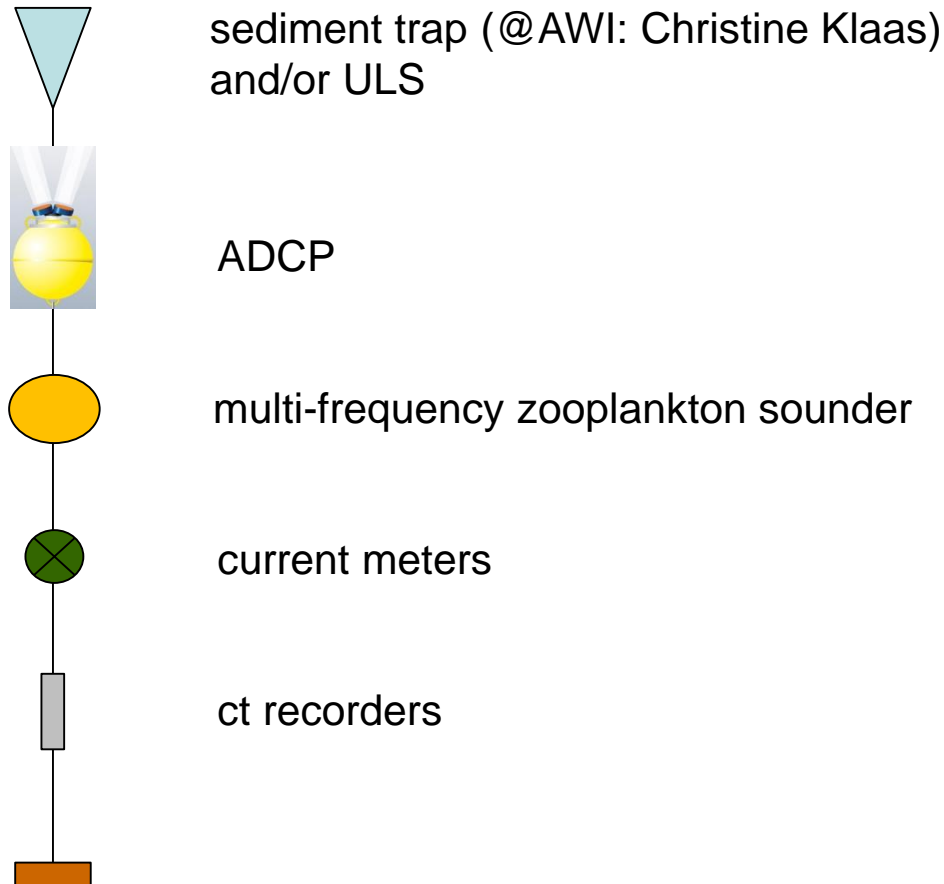 sediment trap (@AWI: Christine Klaas)
and/or ULS
ADCP
multi-frequency zooplankton sounder
current meters
ct recorders